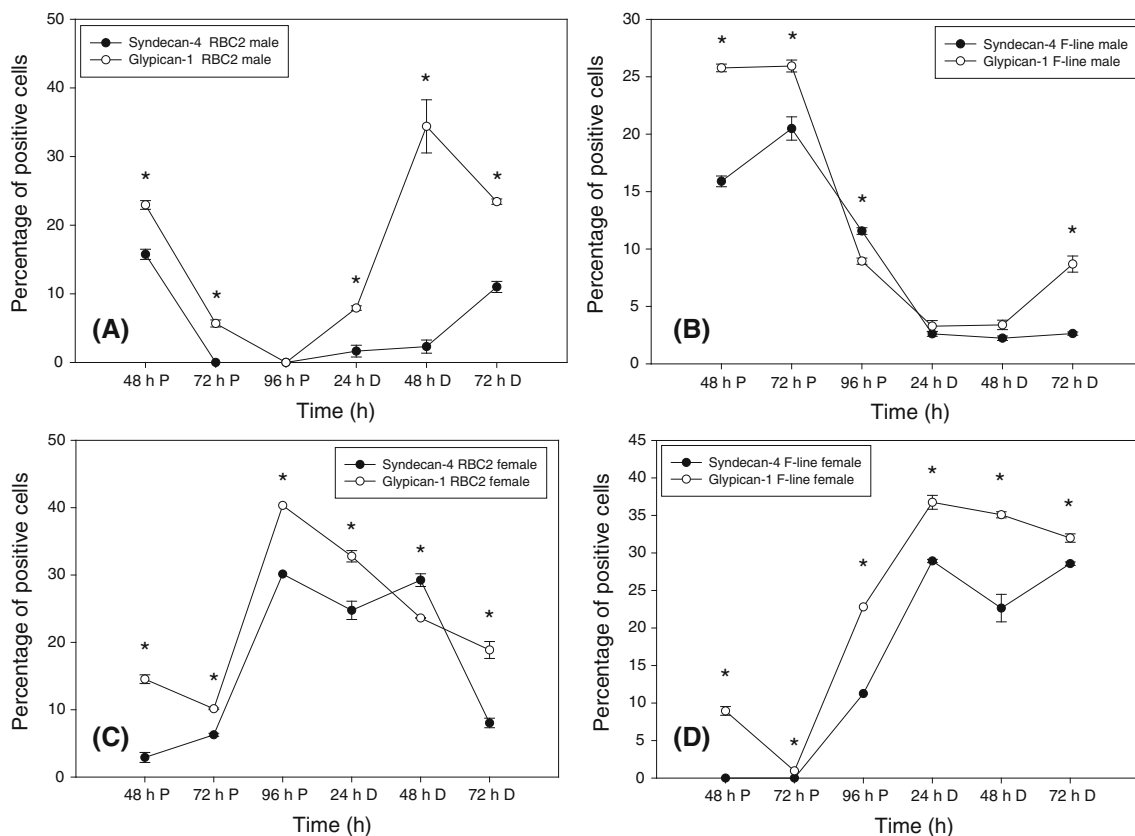 Syndecan-4 RBC2 male
Glypican-1 RBC2 male
Percentage of positive cells
50
40
30
20
10
0
*
*
*
*
*
(A)
48 h P
72 h P
96 h P
24 h D
48 h D
72 h D
Time (h)
Syndecan-4 F-line male
Glypican-1 F-line male
Percentage of positive cells
30
25
20
15
10
5
0
*
*
*
*
(B)
48 h P
72 h P
96 h P
24 h D
48 h D
72 h D
Time (h)
Syndecan-4 RBC2 female
Glypican-1 RBC2 female
Percentage of positive cells
50
40
30
20
10
0
*
*
*
*
*
*
(C)
48 h P
72 h P
96 h P
24 h D
48 h D
72 h D
Time (h)
Syndecan-4 F-line female
Glypican-1 F-line female
Percentage of positive cells
45
40
35
30
25
20
15
10
5
0
*
*
*
*
*
*
(D)
48 h P
72 h P
96 h P
24 h D
48 h D
72 h D
Time (h)